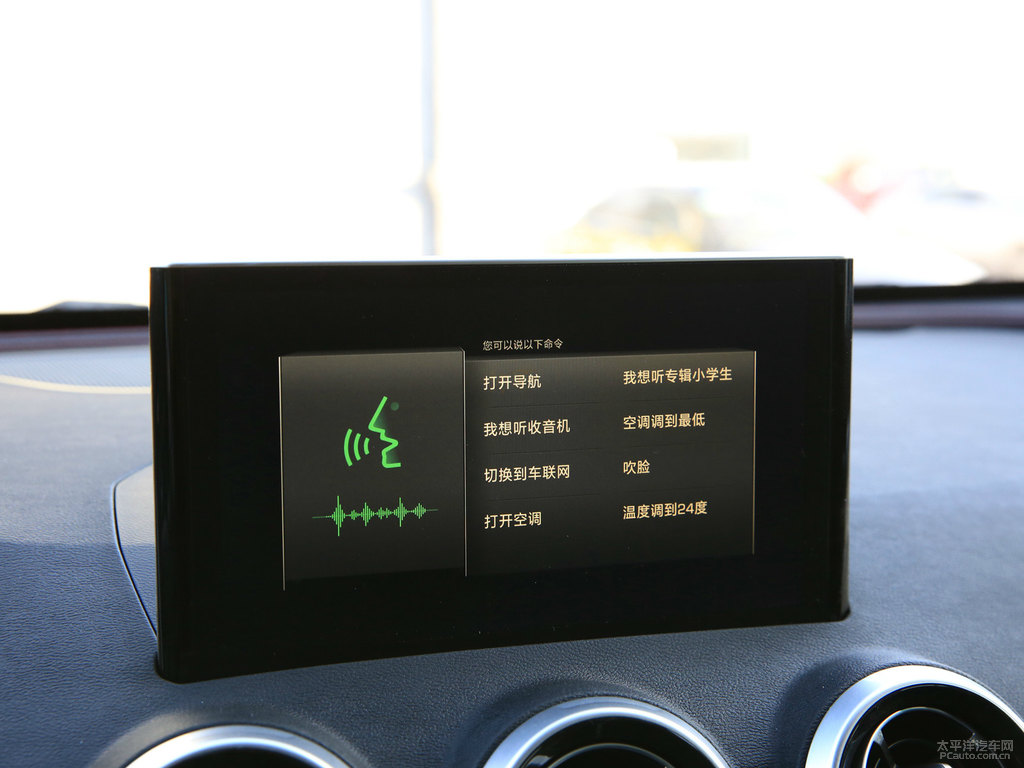 您可以说以下命令
打开导航
我想听专辑小学生
我想听收音机
空调调到最低
切换到车联网
吹脸
打开空调
温度调到24度
太平洋汽车网
PCauto.com.cn